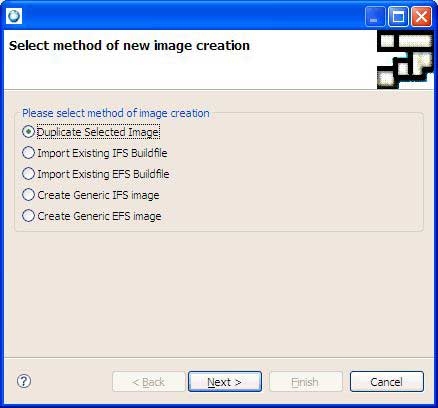 Select method of new image creation
Please select method of image creation
Duplicate Selected Image
Import Existing IFS Buildfile
Import Existing EFS Buildfile
Create Generic IFS image
Create Generic EFS image
?
< Back
Next >
Finish
Cancel